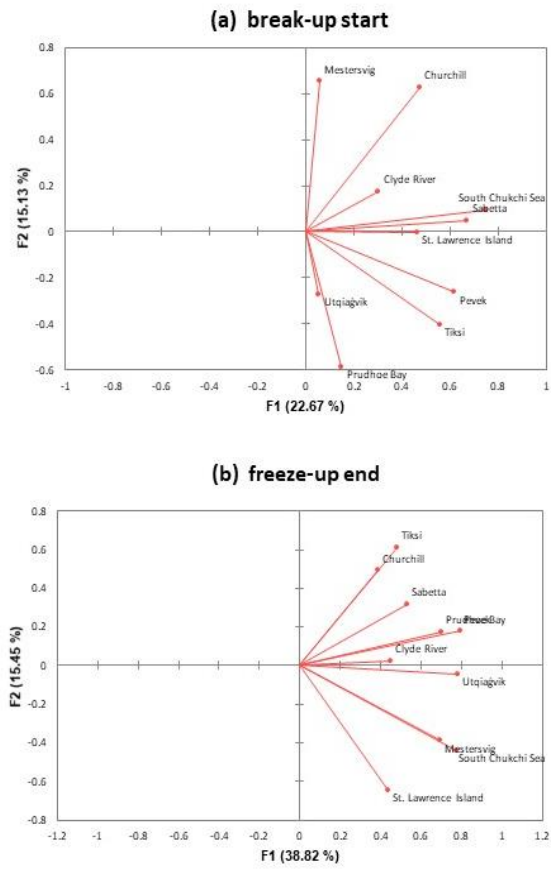 (a) break-up start
0.8
Mestersvig
Churchill
0.6
0.4
Clyde River
0.2
South Chukchi Sea
Sabetta
F2 (15.13 %)
0
St. Lawrence Island
-0.2
Pevek
Utqiaġvik
-0.4
Tiksi
Prudhoe Bay
-0.6
-1 -0.8 -0.6 -0.4 -0.2 0 0.2 0.4 0.6 0.8 1
F1 (22.67 %)
(b) freeze-up end
0.8
Tiksi
0.6
Churchill
0.4
Sabetta
0.2
Prudhoe Bay
Pevek
Clyde River
F2 (15.45 %)
0
Utqiaġvik
-0.2
-0.4
Mestersvig
South Chukchi Sea
-0.6
St. Lawrence Island
-0.8
-1.2 -1 -0.8 -0.6 -0.4 -0.2 0 0.2 0.4 0.6 0.8 1 1.2
F1 (38.82 %)